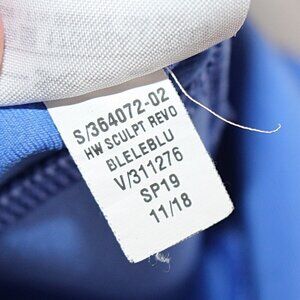 S/364072-02
HW SCULPT REVO
BLELEBLU
V/311276
SP19
11/18